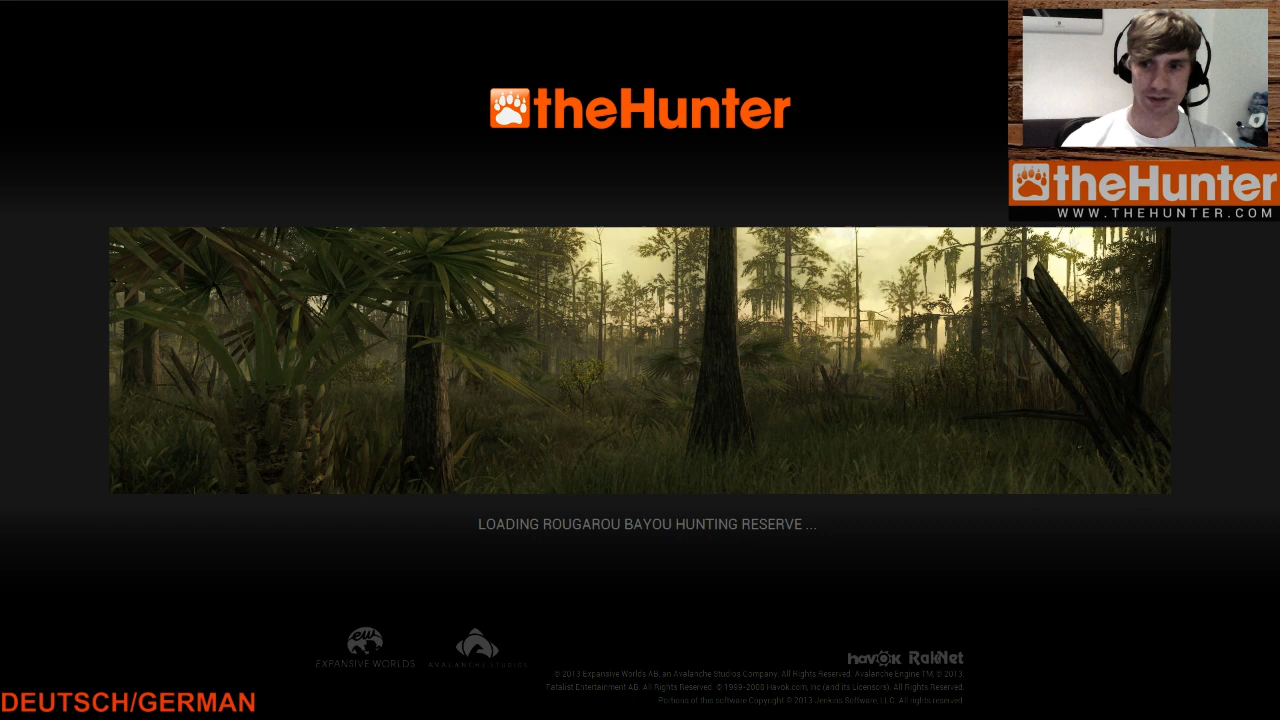 theHunter
theHunter
WWW.THEHUNTER.COM
LOADING ROUGAROU BAYOU HUNTING RESERVE ...
ew
EXPANSIVE WORLDS
AVALANCHE STUDIOS
havok RakNet
© 2013 Expansive Worlds AB, an Avalanche Studios Company. All Rights Reserved. Avalanche Engine TM, © 2013.
Fatalist Entertainment AB. All Rights Reserved. © 1999-2008 Havok.com, Inc (and its Licensors). All Rights Reserved.
Portions of this software Copyright © 2013 Jenkins Software, LLC. All rights reserved.
DEUTSCH/GERMAN